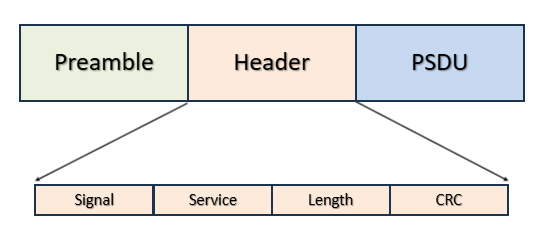 Preamble Header PSDU
Signal Service Length CRC